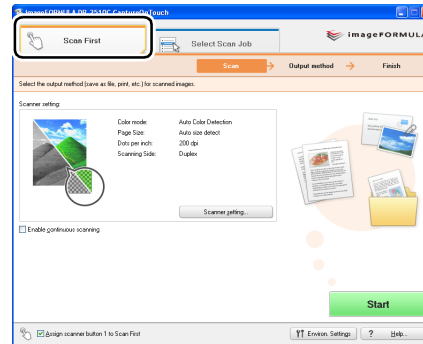 imageFORMULA DR-2510C CaptureOnTouch
Scan First
Select Scan Job
imageFORMULA
Scan
Output method
Finish
Select the output method (save as file, print, etc.) for scanned images.
Scanner setting:
Color mode: Auto Color Detection
Page Size: Auto size detect
Dots per inch: 200 dpi
Scanning Side: Duplex
Scanner setting...
Enable continuous scanning
Start
Assign scanner button 1 to Scan First
Environ. Settings
? Help...